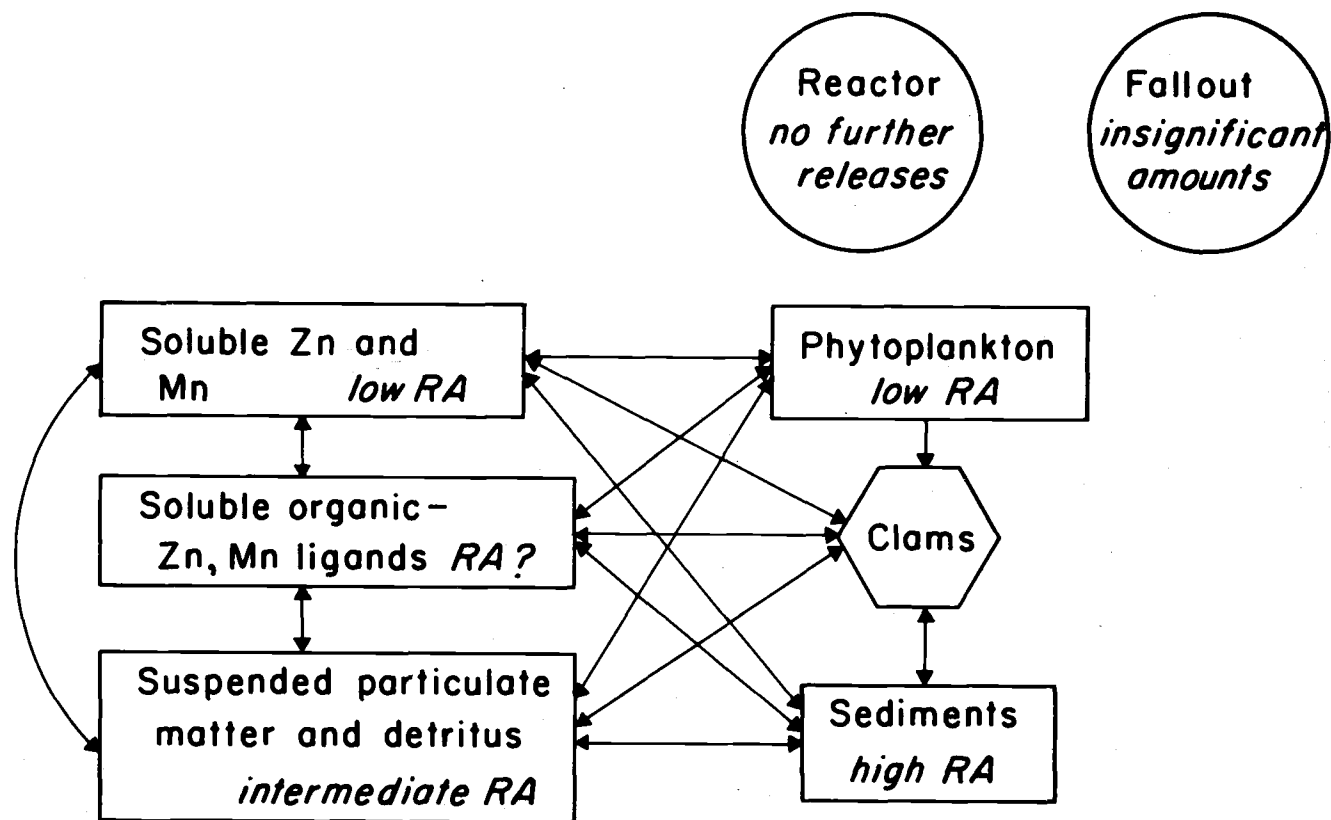 Reactor
no further
releases
Fallout
insignificant
amounts
Soluble Zn and
Mn low RA
Phytoplankton
low RA
Soluble organic–
Zn, Mn ligands RA?
Clams
Suspended particulate
matter and detritus
intermediate RA
Sediments
high RA